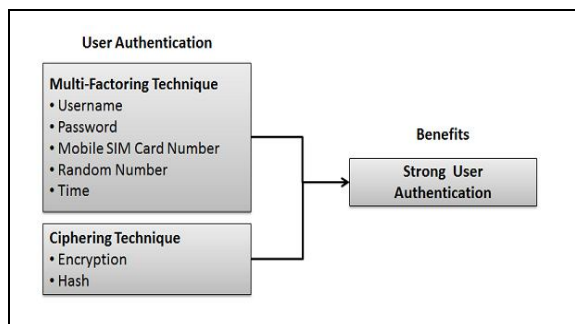 User Authentication
Multi-Factoring Technique
• Username
• Password
• Mobile SIM Card Number
• Random Number
• Time
Ciphering Technique
• Encryption
• Hash
Benefits
Strong User
Authentication